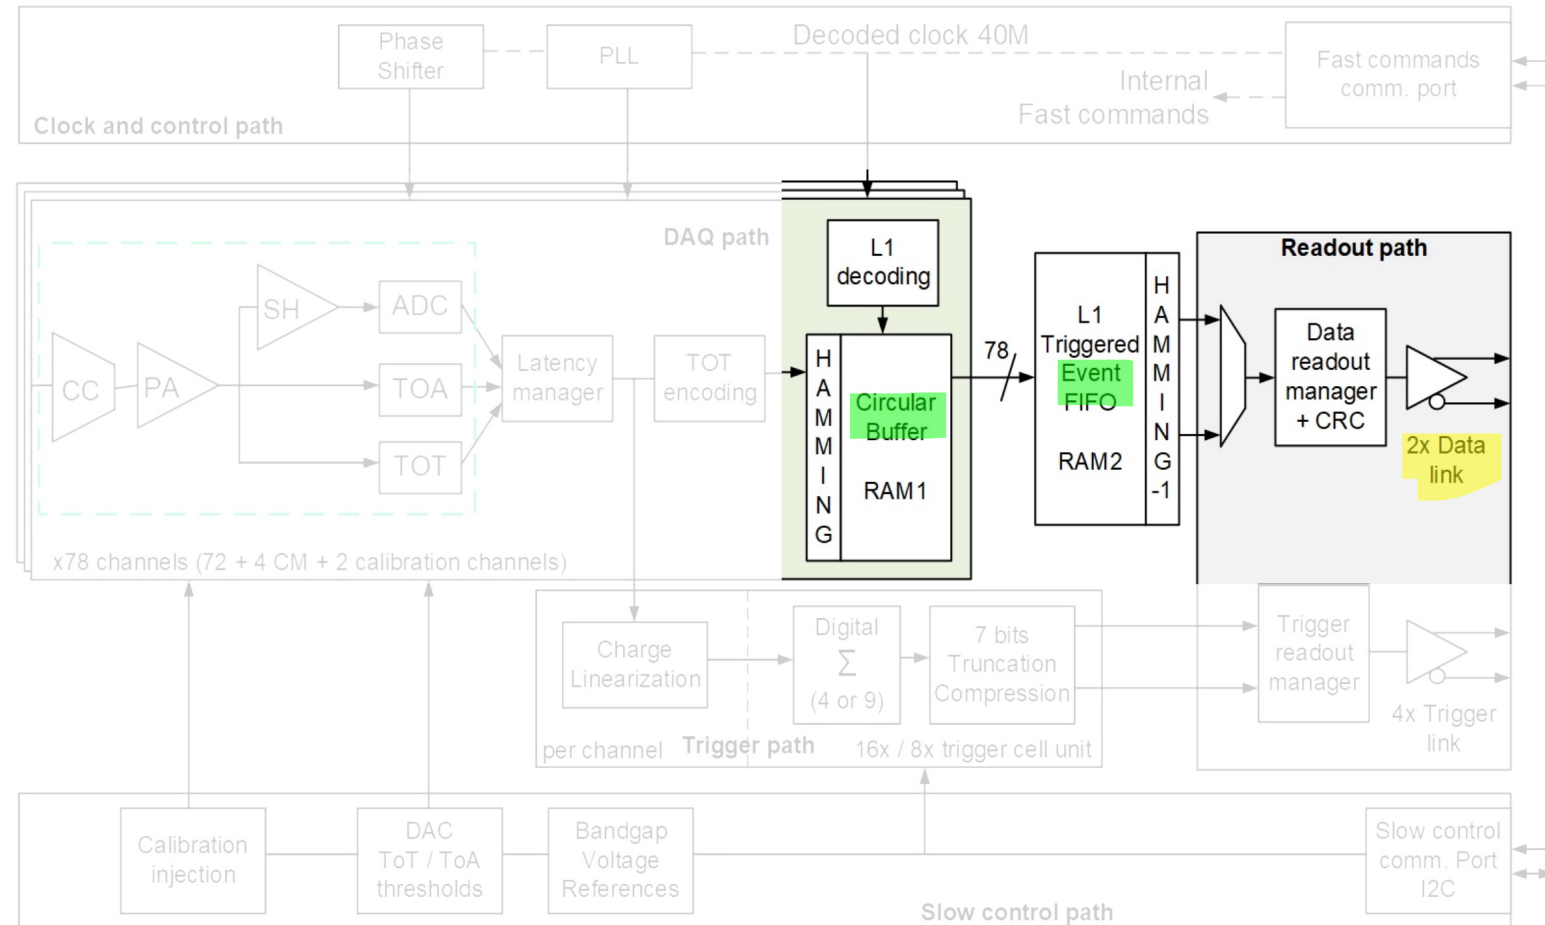 Phase
Shifter
PLL
Decoded clock 40M
Fast commands
comm. port
Internal
Fast commands
Clock and control path
DAQ path
L1
decoding
Readout path
SH
ADC
CC
PA
TOA
TOT
Latency
manager
TOT
encoding
H
A
M
M
I
N
G
Circular
Buffer
RAM1
78
L1
Triggered
Event
FIFO
RAM2
H
A
M
M
I
N
G
-1
Data
readout
manager
+ CRC
2x Data
link
x78 channels (72 + 4 CM + 2 calibration channels)
Charge
Linearization
Digital
Σ
(4 or 9)
7 bits
Truncation
Compression
Trigger
readout
manager
4x Trigger
link
per channel
Trigger path
16x / 8x trigger cell unit
Calibration
injection
DAC
ToT / ToA
thresholds
Bandgap
Voltage
References
Slow control
comm. Port
I2C
Slow control path